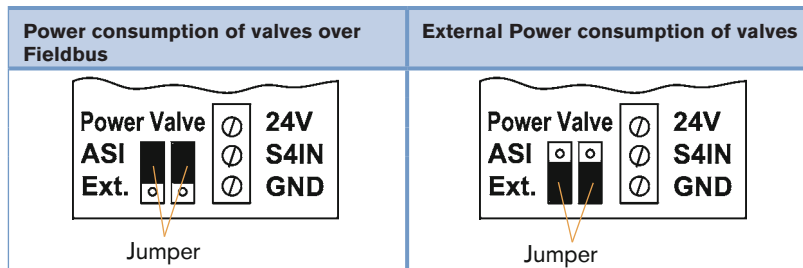 Power consumption of valves over
Fieldbus
External Power consumption of valves
Power Valve 24V
ASI S4IN
Ext. GND
Jumper
Power Valve 24V
ASI S4IN
Ext. GND
Jumper